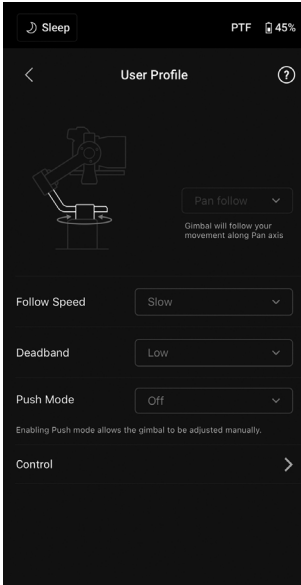 Sleep PTF 45%
User Profile ?
Pan follow
Gimbal will follow your
movement along Pan axis
Follow Speed Slow
Deadband Low
Push Mode Off
Enabling Push mode allows the gimbal to be adjusted manually.
Control